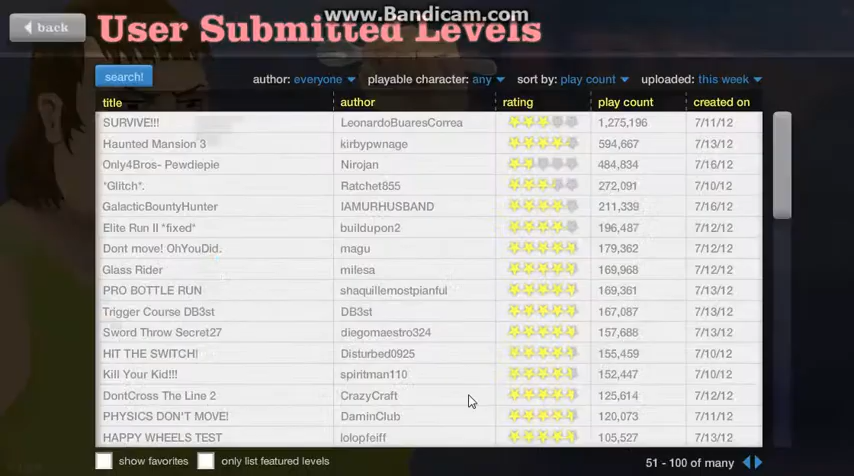 www.Bandicam.com
back
User Submitted Levels
search!
author: everyone playable character: any sort by: play count uploaded: this week
title author rating play count created on
SURVIVE!!! LeonardoBuaresCorrea 1,275,196 7/11/12
Haunted Mansion 3 kirbypwnage 594,667 7/13/12
Only4Bros- Pewdiepie Nirojan 484,834 7/16/12
*Glitch*. Ratchet855 272,091 7/10/12
GalacticBountyHunter IAMURHUSBAND 211,339 7/16/12
Elite Run II *fixed* buildupon2 196,487 7/12/12
Dont move! OhYouDid. magu 179,362 7/12/12
Glass Rider milesa 169,968 7/12/12
PRO BOTTLE RUN shaquillemostpianful 169,361 7/13/12
Trigger Course DB3st DB3st 167,087 7/13/12
Sword Throw Secret27 diegomaestro324 157,688 7/13/12
HIT THE SWITCH! Disturbed0925 155,459 7/10/12
Kill Your Kid!!! spiritman110 152,447 7/10/12
DontCross The Line 2 CrazyCraft 125,614 7/12/12
PHYSICS DON'T MOVE! DaminClub 120,073 7/11/12
HAPPY WHEELS TEST lolopfeiff 105,527 7/13/12
show favorites only list featured levels 51 - 100 of many